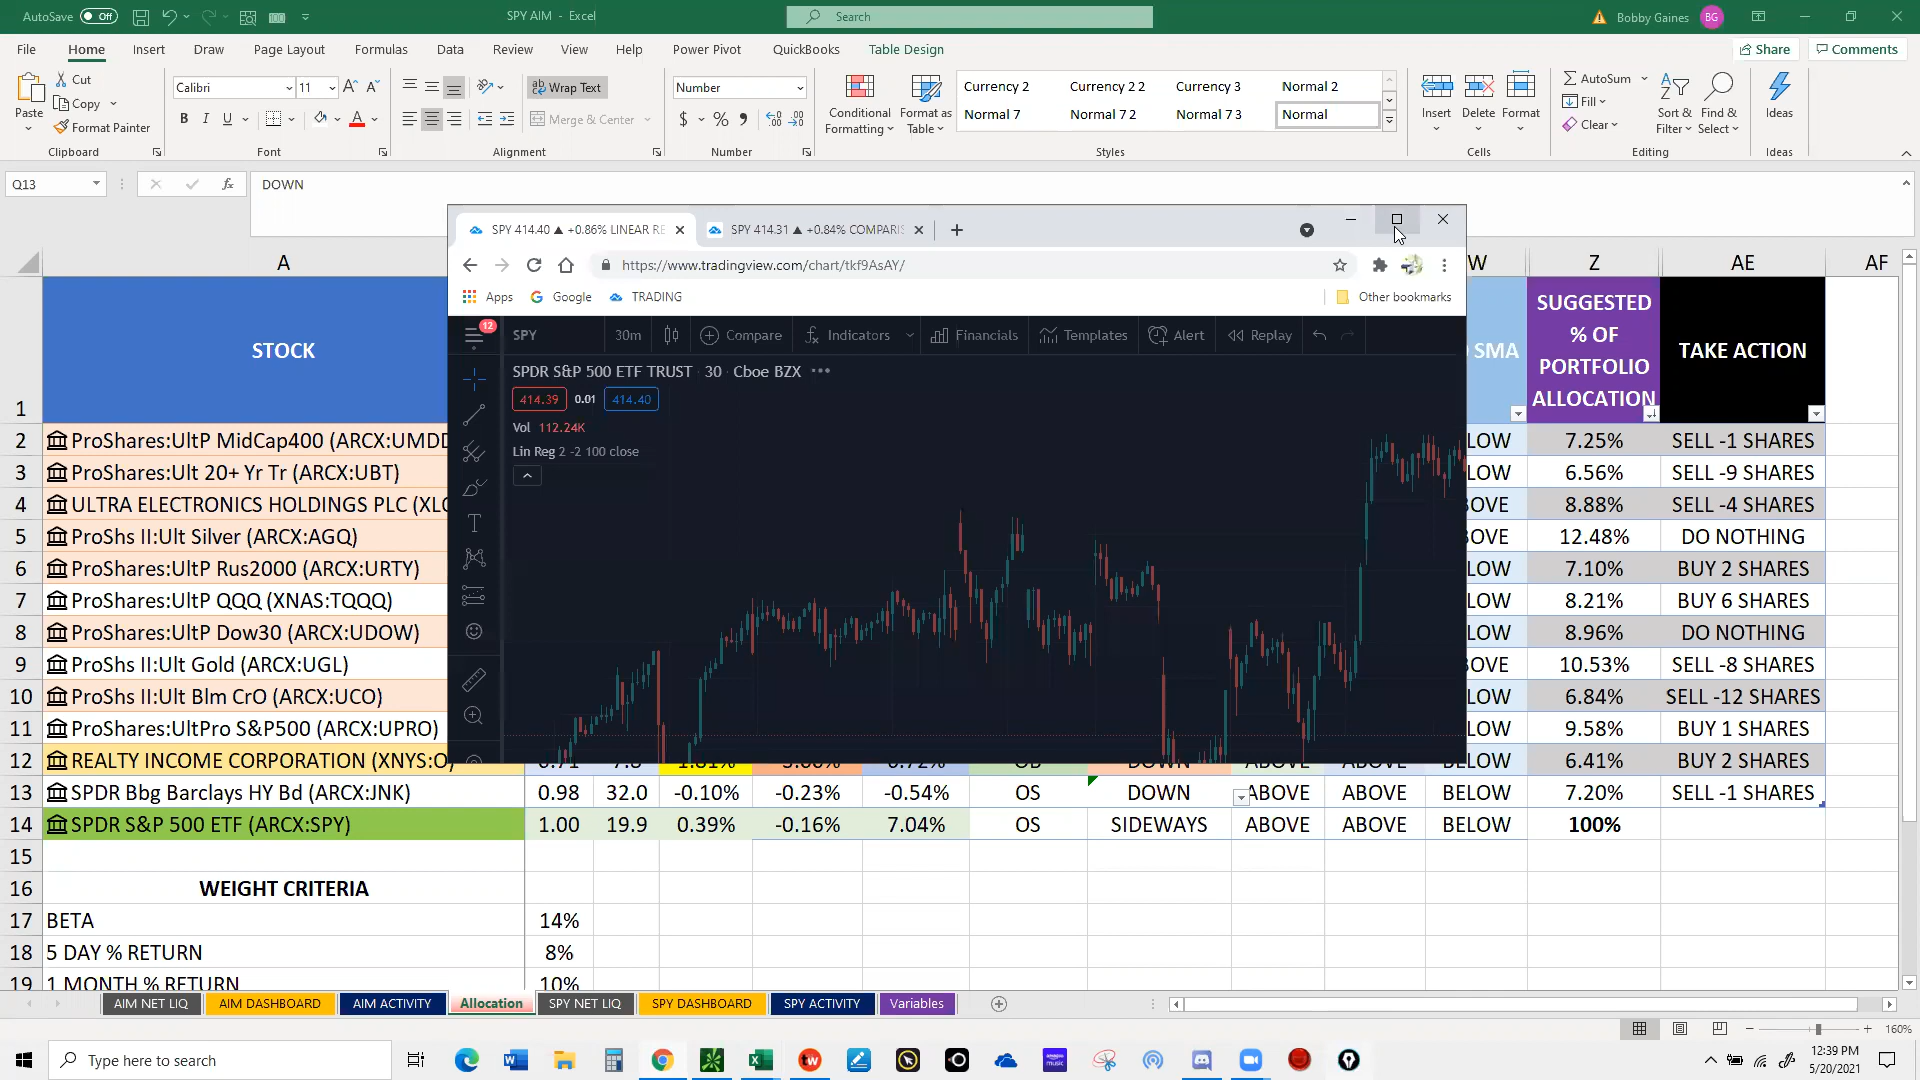 AutoSave Off SPY AIM - Excel Search Bobby Gaines BG
File Home Insert Draw Page Layout Formulas Data Review View Help Power Pivot QuickBooks Table Design Share Comments
Paste Cut Copy Format Painter Clipboard
Calibri 11 B I U A A Font
Wrap Text Merge & Center Alignment
Number $ % Number
Conditional Formatting Format as Table
Currency 2 Currency 2 2 Currency 3 Normal 2
Normal 7 Normal 7 2 Normal 7 3 Normal
Styles
Insert Delete Format Cells
AutoSum Fill Clear Sort & Filter Find & Select Editing
Ideas Ideas
Q13 fx DOWN
SPY 414.40 ▲ +0.86% LINEAR RE SPY 414.31 ▲ +0.84% COMPARIS
https://www.tradingview.com/chart/tkf9AsAY/
Apps Google TRADING Other bookmarks
12 SPY 30m Compare Indicators Financials Templates Alert Replay
SPDR S&P 500 ETF TRUST · 30 · Cboe BZX
414.39 0.01 414.40
Vol 112.24K
Lin Reg 2 -2 100 close
A W Z AE AF
1 STOCK SMA SUGGESTED % OF PORTFOLIO ALLOCATION TAKE ACTION
2 ProShares:UltP MidCap400 (ARCX:UMDD LOW 7.25% SELL -1 SHARES
3 ProShares:Ult 20+ Yr Tr (ARCX:UBT) LOW 6.56% SELL -9 SHARES
4 ULTRA ELECTRONICS HOLDINGS PLC (XLO OVE 8.88% SELL -4 SHARES
5 ProShs II:Ult Silver (ARCX:AGQ) OVE 12.48% DO NOTHING
6 ProShares:UltP Rus2000 (ARCX:URTY) LOW 7.10% BUY 2 SHARES
7 ProShares:UltP QQQ (XNAS:TQQQ) LOW 8.21% BUY 6 SHARES
8 ProShares:UltP Dow30 (ARCX:UDOW) LOW 8.96% DO NOTHING
9 ProShs II:Ult Gold (ARCX:UGL) OVE 10.53% SELL -8 SHARES
10 ProShs II:Ult Blm CrO (ARCX:UCO) LOW 6.84% SELL -12 SHARES
11 ProShares:UltPro S&P500 (ARCX:UPRO) LOW 9.58% BUY 1 SHARES
12 REALTY INCOME CORPORATION (XNYS:O) DOWN ABOVE ABOVE BELOW 6.41% BUY 2 SHARES
13 SPDR Bbg Barclays HY Bd (ARCX:JNK) 0.98 32.0 -0.10% -0.23% -0.54% OS DOWN ABOVE ABOVE BELOW 7.20% SELL -1 SHARES
14 SPDR S&P 500 ETF (ARCX:SPY) 1.00 19.9 0.39% -0.16% 7.04% OS SIDEWAYS ABOVE ABOVE BELOW 100%
15
16 WEIGHT CRITERIA
17 BETA 14%
18 5 DAY % RETURN 8%
19 1 MONTH % RETURN 10%
AIM NET LIQ AIM DASHBOARD AIM ACTIVITY Allocation SPY NET LIQ SPY DASHBOARD SPY ACTIVITY Variables
160%
Type here to search
12:39 PM
5/20/2021